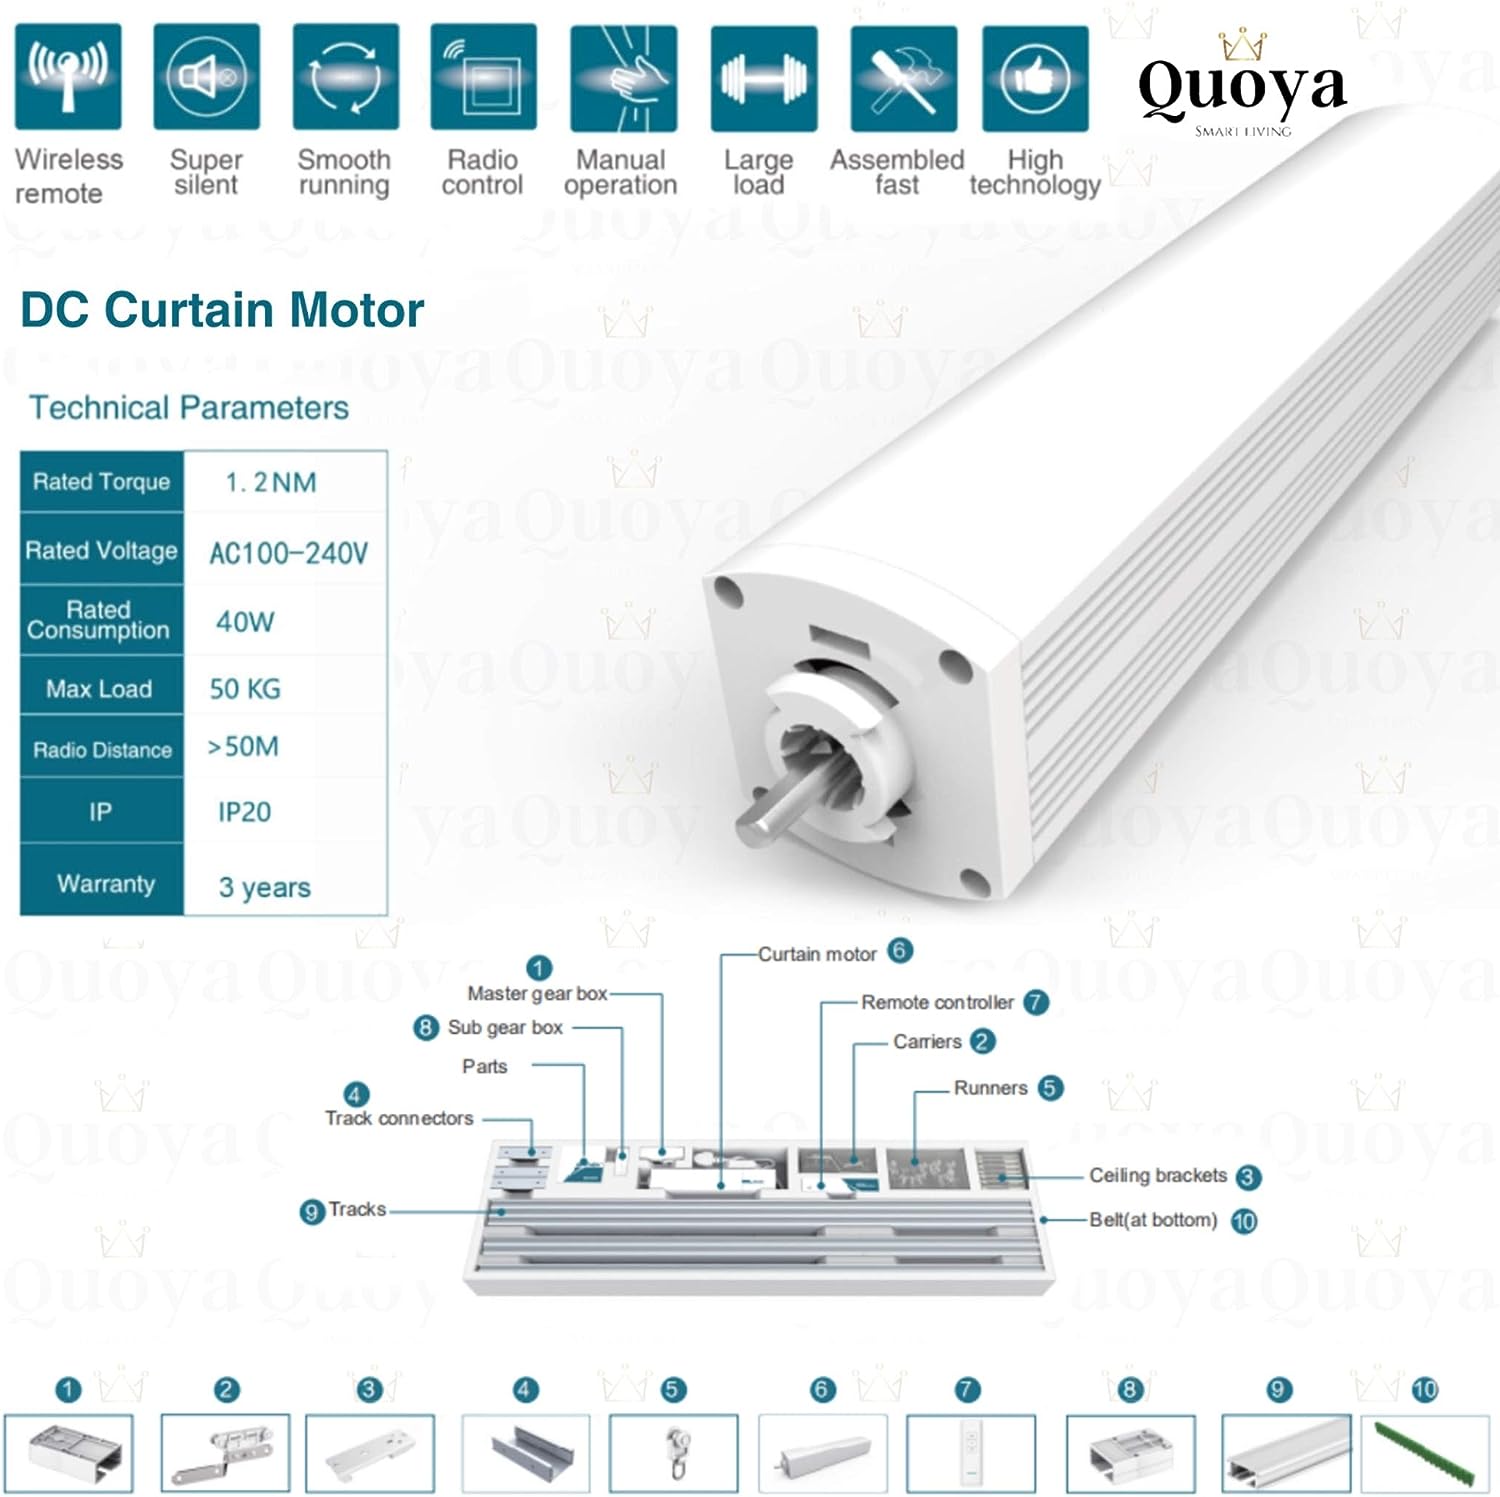 Wireless
remote
Super
silent
Smooth
running
Radio
control
Manual
operation
Large
load
Assembled
fast
High
technology
Quoya
SMART LIVING
DC Curtain Motor
Technical Parameters
Rated Torque 1.2NM
Rated Voltage AC100-240V
Rated
Consumption 40W
Max Load 50 KG
Radio Distance >50M
IP IP20
Warranty 3 years
Curtain motor 6
1
Master gear box
Remote controller 7
8 Sub gear box
Carriers 2
Parts
Runners 5
4
Track connectors
Ceiling brackets 3
9 Tracks
Belt(at bottom) 10
1 2 3 4 5 6 7 8 9 10